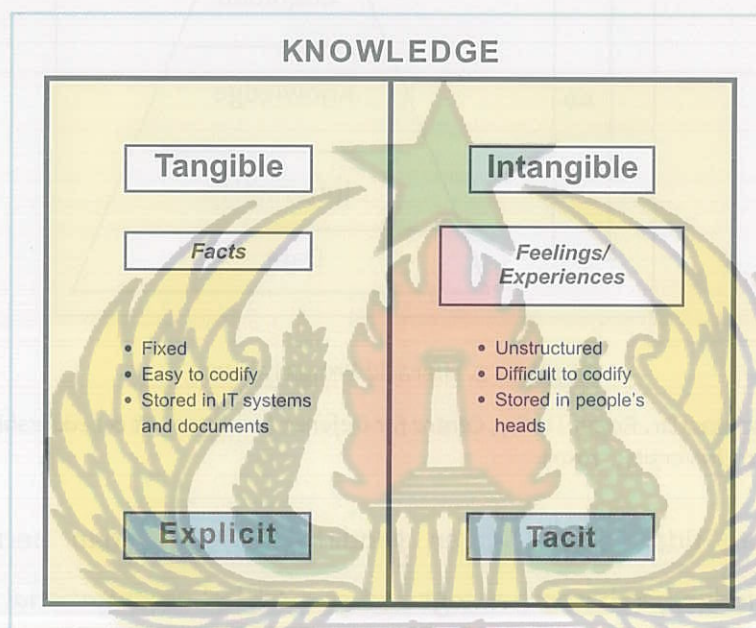 KNOWLEDGE
Tangible
Facts
• Fixed
• Easy to codify
• Stored in IT systems
and documents
Explicit
Intangible
Feelings/
Experiences
• Unstructured
• Difficult to codify
• Stored in people's
heads
Tacit